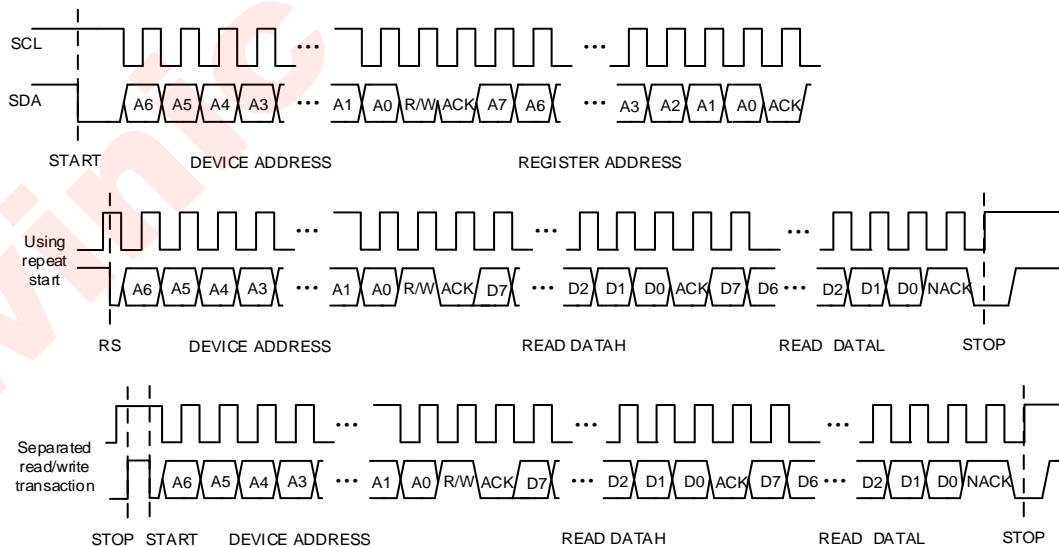 SCL
SDA A6 A5 A4 A3 ··· A1 A0 R/W ACK A7 A6 ··· A3 A2 A1 A0 ACK
START DEVICE ADDRESS REGISTER ADDRESS
Using
repeat
start
A6 A5 A4 A3 ··· A1 A0 R/W ACK D7 ··· D2 D1 D0 ACK D7 D6 ··· D2 D1 D0 NACK
RS DEVICE ADDRESS READ DATAH READ DATAL STOP
Separated
read/write
transaction
A6 A5 A4 A3 ··· A1 A0 R/W ACK D7 ··· D2 D1 D0 ACK D7 D6 ··· D2 D1 D0 NACK
STOP START DEVICE ADDRESS READ DATAH READ DATAL STOP
vinic